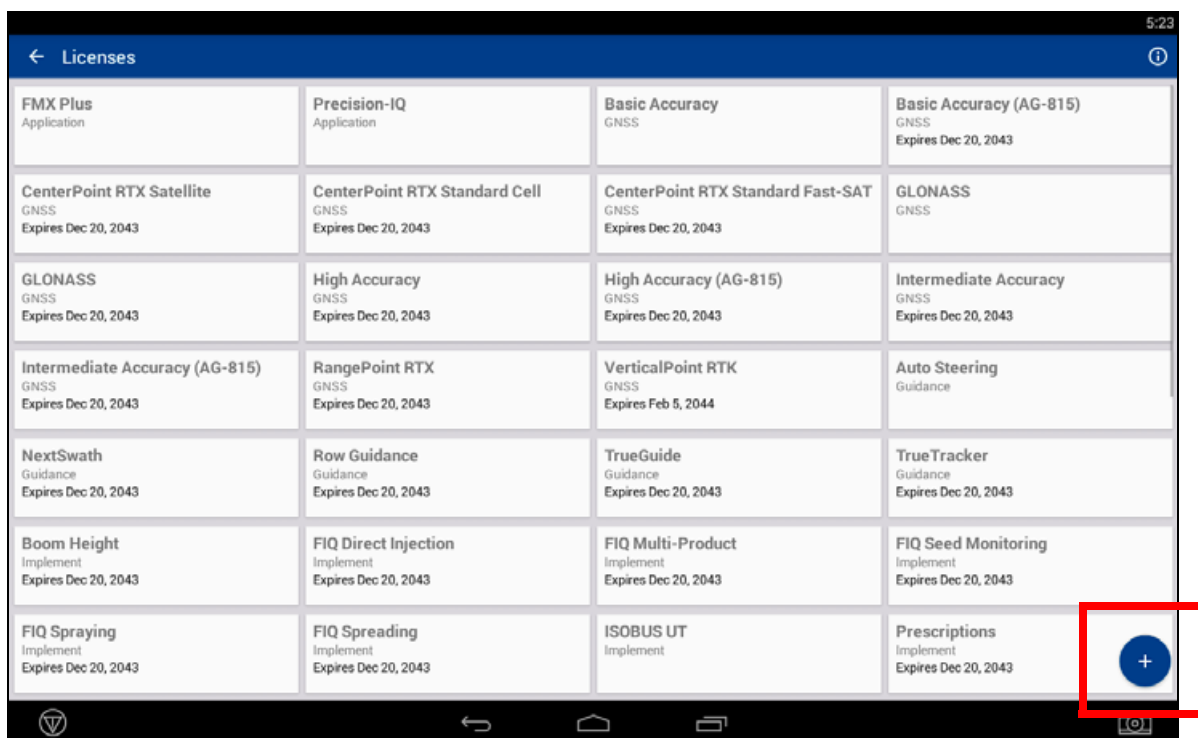 5:23
Licenses
FMX Plus
Application
Precision-IQ
Application
Basic Accuracy
GNSS
Basic Accuracy (AG-815)
GNSS
Expires Dec 20, 2043
CenterPoint RTX Satellite
GNSS
Expires Dec 20, 2043
CenterPoint RTX Standard Cell
GNSS
Expires Dec 20, 2043
CenterPoint RTX Standard Fast-SAT
GNSS
Expires Dec 20, 2043
GLONASS
GNSS
GLONASS
GNSS
Expires Dec 20, 2043
High Accuracy
GNSS
Expires Dec 20, 2043
High Accuracy (AG-815)
GNSS
Expires Dec 20, 2043
Intermediate Accuracy
GNSS
Expires Dec 20, 2043
Intermediate Accuracy (AG-815)
GNSS
Expires Dec 20, 2043
RangePoint RTX
GNSS
Expires Dec 20, 2043
VerticalPoint RTK
GNSS
Expires Feb 5, 2044
Auto Steering
Guidance
NextSwath
Guidance
Expires Dec 20, 2043
Row Guidance
Guidance
Expires Dec 20, 2043
TrueGuide
Guidance
Expires Dec 20, 2043
TrueTracker
Guidance
Expires Dec 20, 2043
Boom Height
Implement
Expires Dec 20, 2043
FIQ Direct Injection
Implement
Expires Dec 20, 2043
FIQ Multi-Product
Implement
Expires Dec 20, 2043
FIQ Seed Monitoring
Implement
Expires Dec 20, 2043
FIQ Spraying
Implement
Expires Dec 20, 2043
FIQ Spreading
Implement
Expires Dec 20, 2043
ISOBUS UT
Implement
Prescriptions
Implement
Expires Dec 20, 2043
+